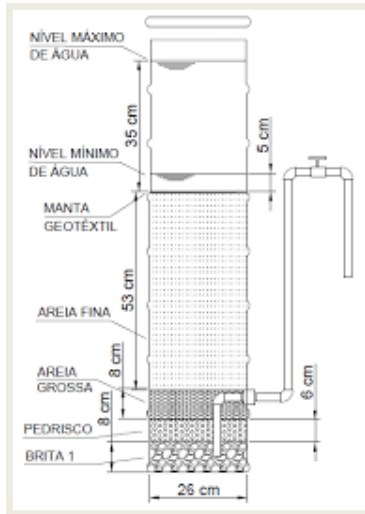 NÍVEL MÁXIMO
DE ÁGUA
35 cm
5 cm
NÍVEL MÍNIMO
DE ÁGUA
MANTA
GEOTÊXTIL
53 cm
AREIA FINA
8 cm
AREIA
GROSSA
6 cm
PEDRISCO
8 cm
BRITA 1
26 cm